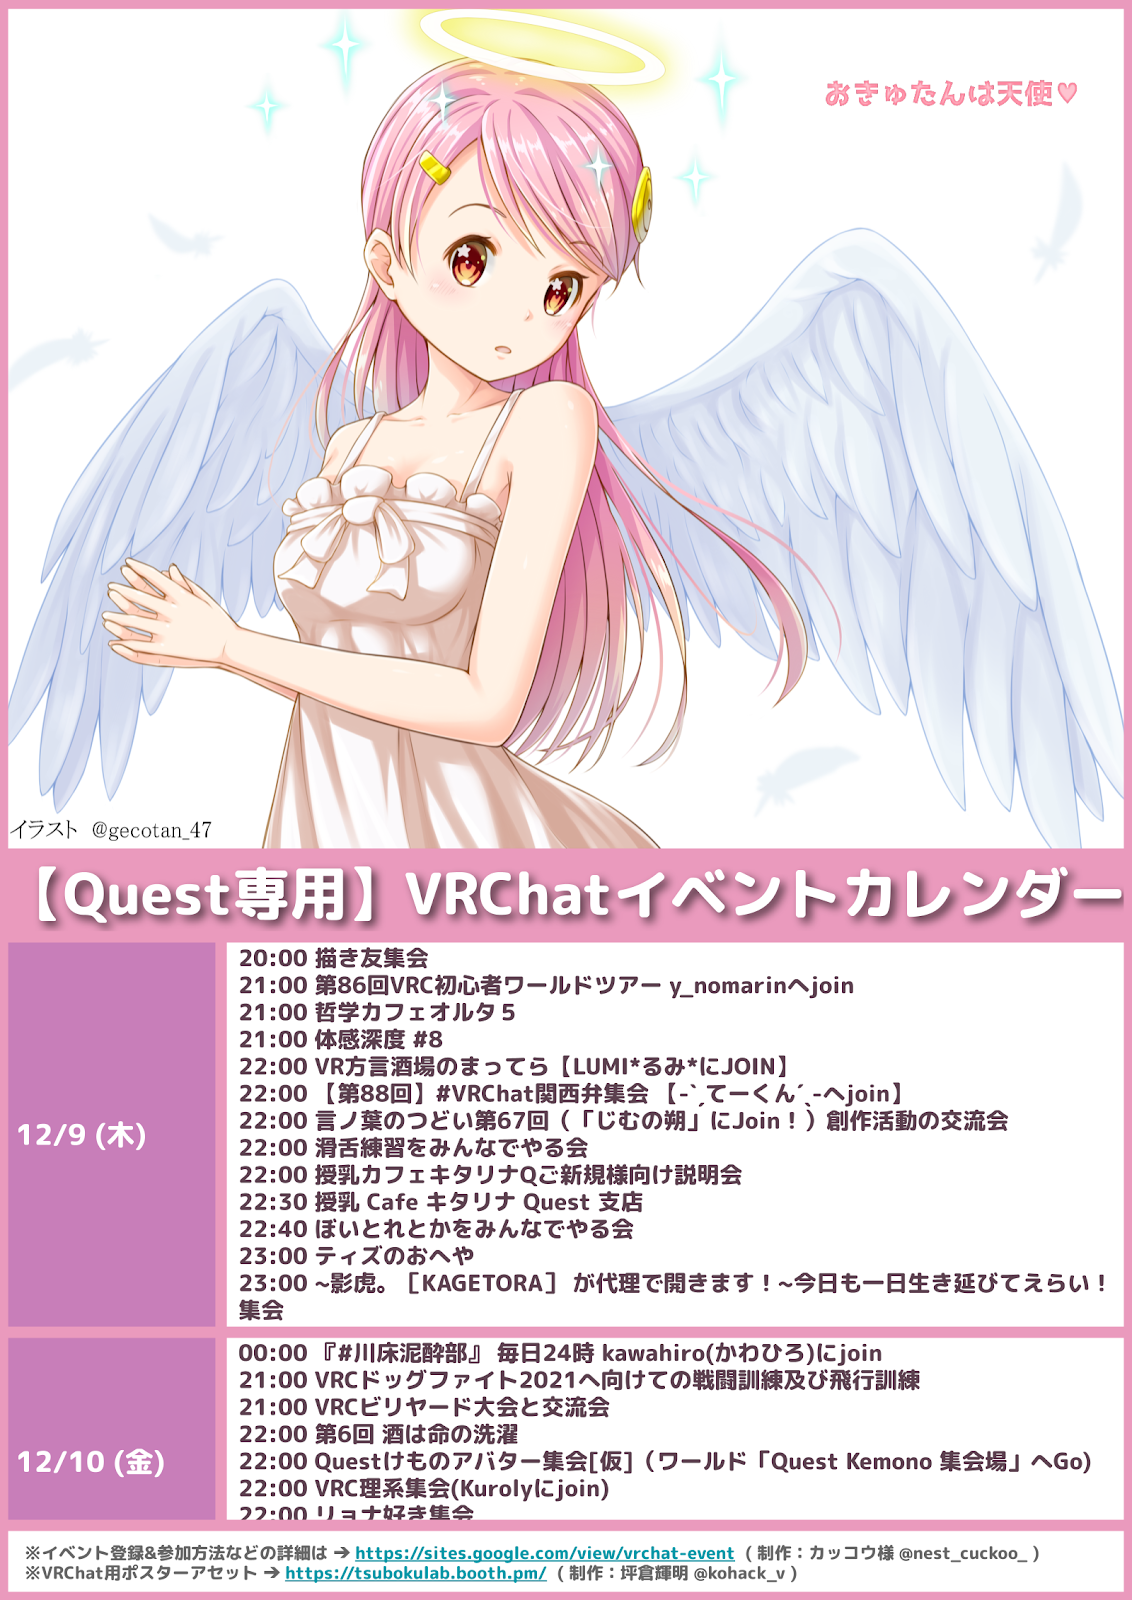 おきゅたんは天使♥
イラスト @gecotan_47
【Quest専用】VRChatイベントカレンダー
12/9 (木)
20:00 描き友集会
21:00 第86回VRC初心者ワールドツアー y_nomarinへjoin
21:00 哲学カフェオルタ５
21:00 体感深度 #8
22:00 VR方言酒場のまってら【LUMI*るみ*にJOIN】
22:00 【第88回】#VRChat関西弁集会 【-`ˏてーくん´ˎ-へjoin】
22:00 言ノ葉のつどい第67回（「じむの朔」にJoin！）創作活動の交流会
22:00 滑舌練習をみんなでやる会
22:00 授乳カフェキタリナQご新規様向け説明会
22:30 授乳 Cafe キタリナ Quest 支店
22:40 ぼいとれとかをみんなでやる会
23:00 ティズのおへや
23:00 ~影虎。［KAGETORA］ が代理で開きます！~今日も一日生き延びてえらい！
集会
12/10 (金)
00:00 『#川床泥酔部』 毎日24時 kawahiro(かわひろ)にjoin
21:00 VRCドッグファイト2021へ向けての戦闘訓練及び飛行訓練
21:00 VRCビリヤード大会と交流会
22:00 第6回 酒は命の洗濯
22:00 Questけものアバター集会[仮]（ワールド「Quest Kemono 集会場」へGo)
22:00 VRC理系集会(Kurolyにjoin)
22:00 リョナ好き集会
※イベント登録&参加方法などの詳細は → https://sites.google.com/view/vrchat-event （ 制作：カッコウ様 @nest_cuckoo_ ）
※VRChat用ポスターアセット → https://tsubokulab.booth.pm/ （ 制作：坪倉輝明 @kohack_v ）